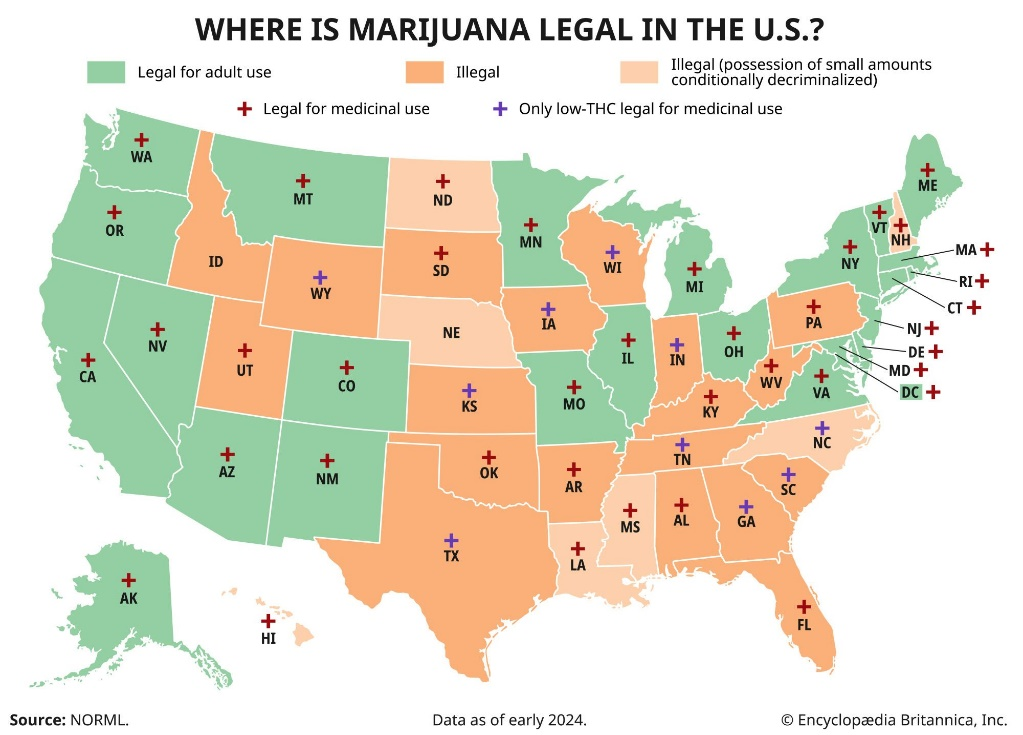 WHERE IS MARIJUANA LEGAL IN THE U.S.?
Legal for adult use
Illegal
Illegal (possession of small amounts
conditionally decriminalized)
Legal for medicinal use
Only low-THC legal for medicinal use
WA
OR
CA
NV
ID
MT
WY
UT
CO
AZ
NM
ND
SD
NE
KS
OK
TX
MN
IA
MO
AR
LA
WI
IL
MI
IN
OH
KY
TN
MS
AL
GA
FL
SC
NC
VA
WV
PA
NY
VT
NH
ME
MA
RI
CT
NJ
DE
MD
DC
AK
HI
Source: NORML.
Data as of early 2024.
© Encyclopædia Britannica, Inc.